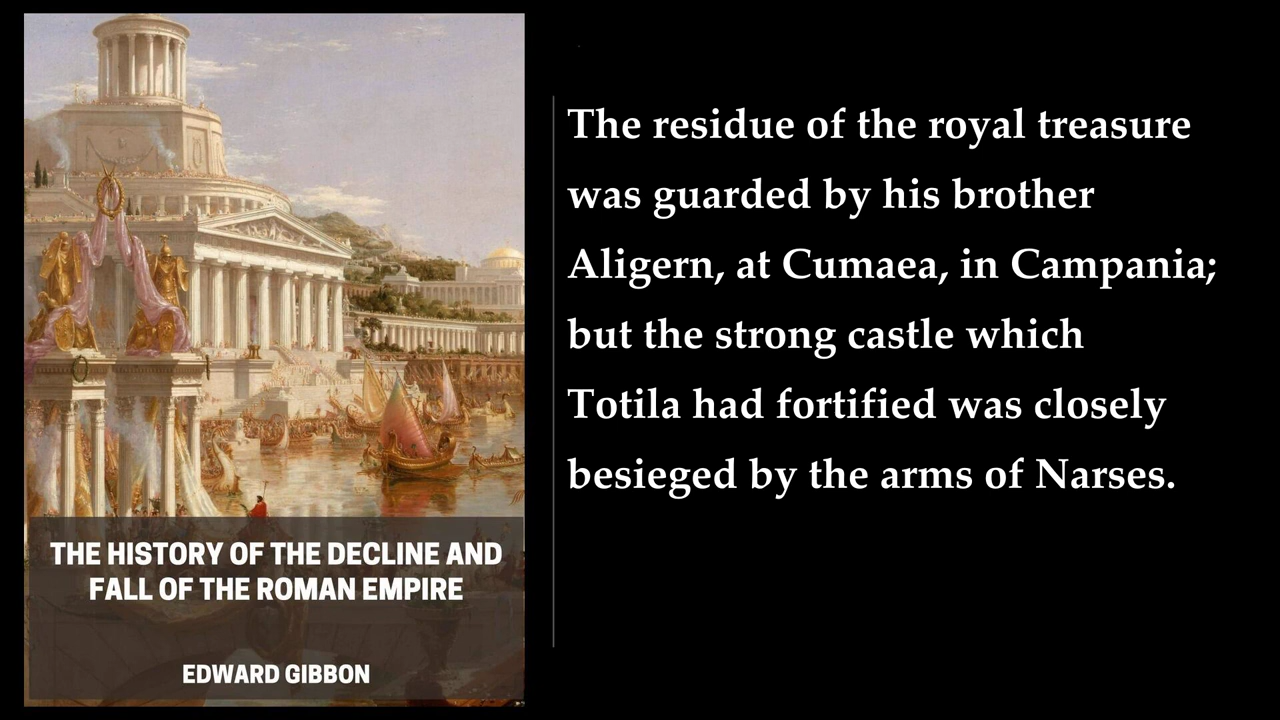 The residue of the royal treasure
was guarded by his brother
Aligern, at Cumaea, in Campania;
but the strong castle which
Totila had fortified was closely
besieged by the arms of Narses.
THE HISTORY OF THE DECLINE AND
FALL OF THE ROMAN EMPIRE
EDWARD GIBBON